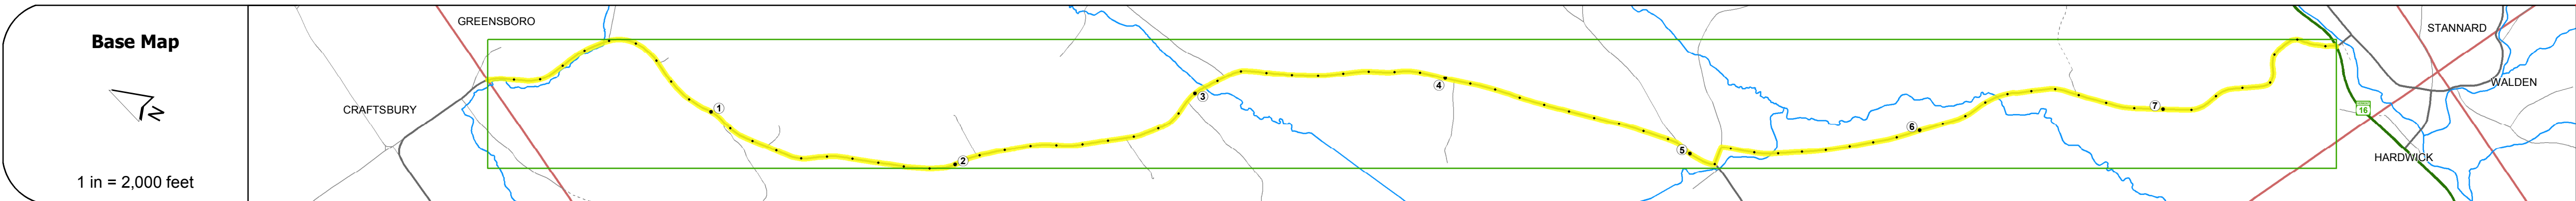 Base Map
N
1 in = 2,000 feet
GREENSBORO
CRAFTSBURY
1
2
3
4
5
6
7
16
STANNARD
WALDEN
HARDWICK